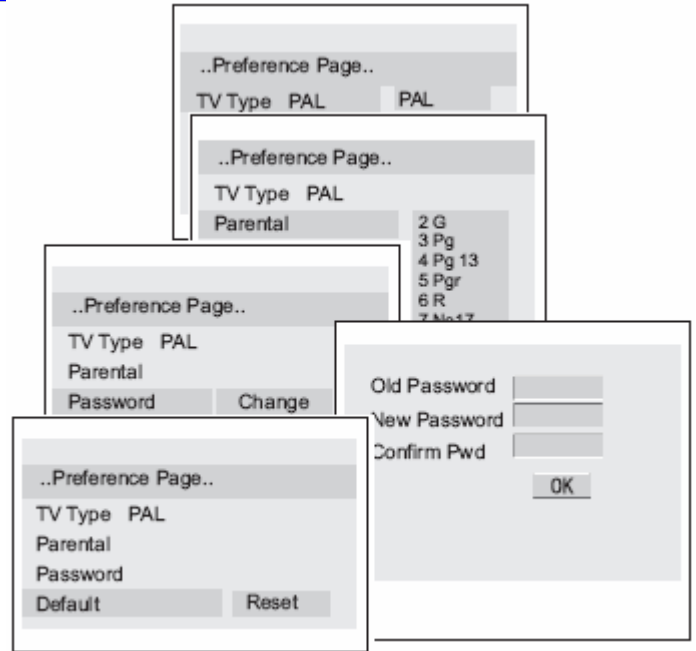 ..Preference Page..
TV Type PAL PAL
..Preference Page..
TV Type PAL
Parental
2 G
3 Pg
4 Pg 13
5 Pgr
6 R
7 No17
..Preference Page..
TV Type PAL
Parental
Password Change
Old Password
New Password
Confirm Pwd
OK
..Preference Page..
TV Type PAL
Parental
Password
Default Reset